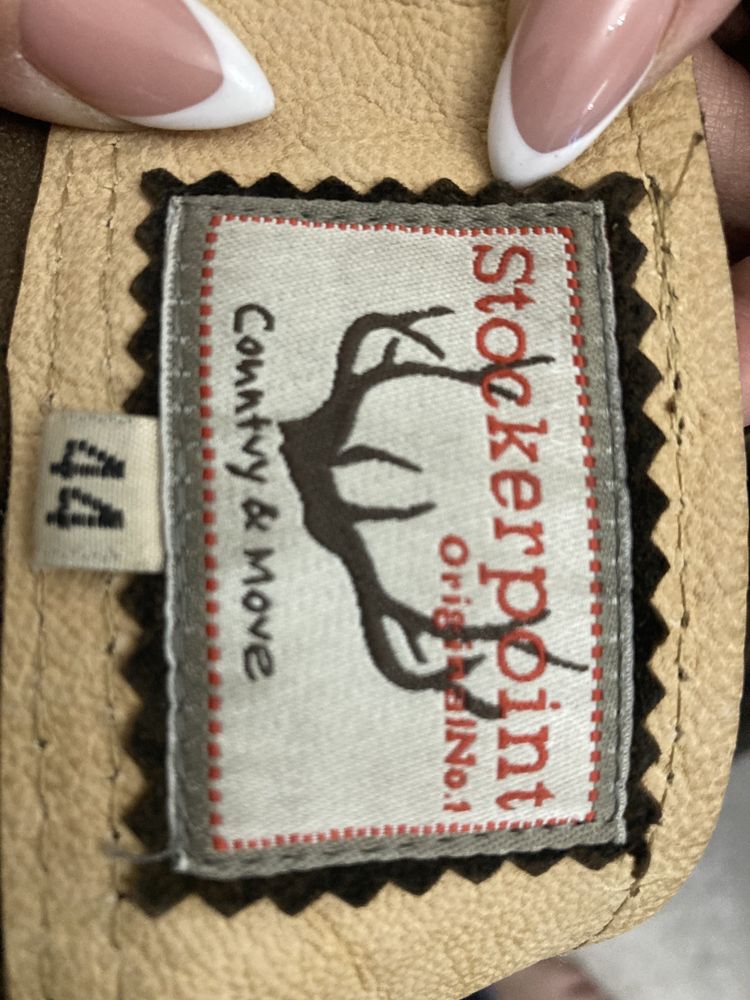 Stockerpoint
OriginalNo.1
Country & Move
44